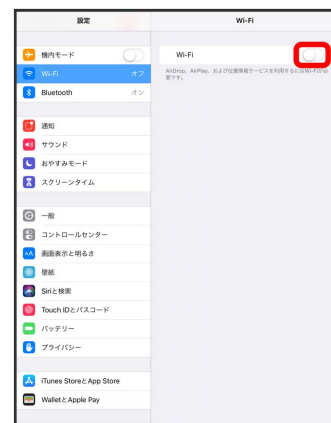 設定
機内モード
Wi-Fi オフ
Bluetooth オン
通知
サウンド
おやすみモード
スクリーンタイム
一般
コントロールセンター
AA 画面表示と明るさ
壁紙
Siriと検索
Touch IDとパスコード
バッテリー
プライバシー
iTunes StoreとApp Store
WalletとApple Pay
Wi-Fi
Wi-Fi
AirDrop、AirPlay、および位置情報サービスを利用するにはWi-Fiが必
要です。